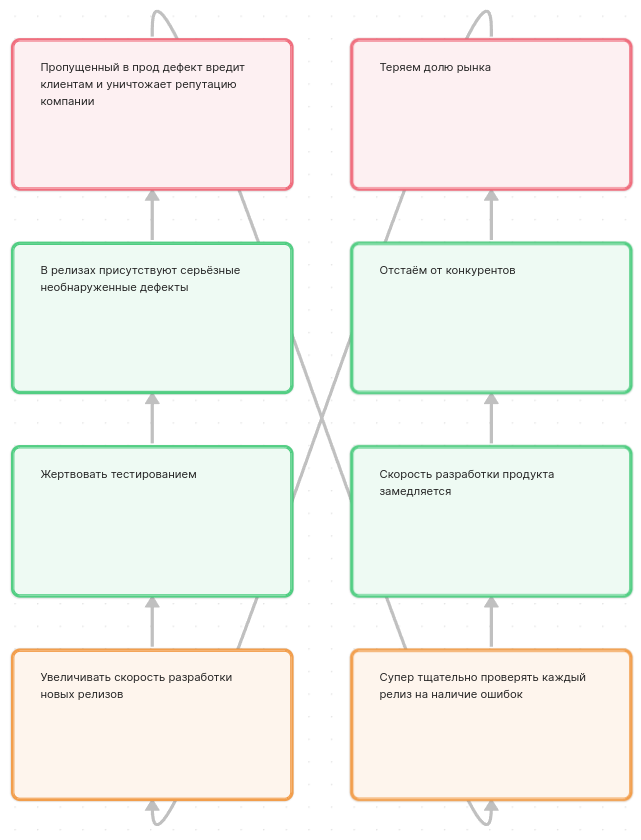 Пропущенный в прод дефект вредит
клиентам и уничтожает репутацию
компании
Теряем долю рынка
В релизах присутствуют серьёзные
необнаруженные дефекты
Отстаём от конкурентов
Жертвовать тестированием
Скорость разработки продукта
замедляется
Увеличивать скорость разработки
новых релизов
Супер тщательно проверять каждый
релиз на наличие ошибок